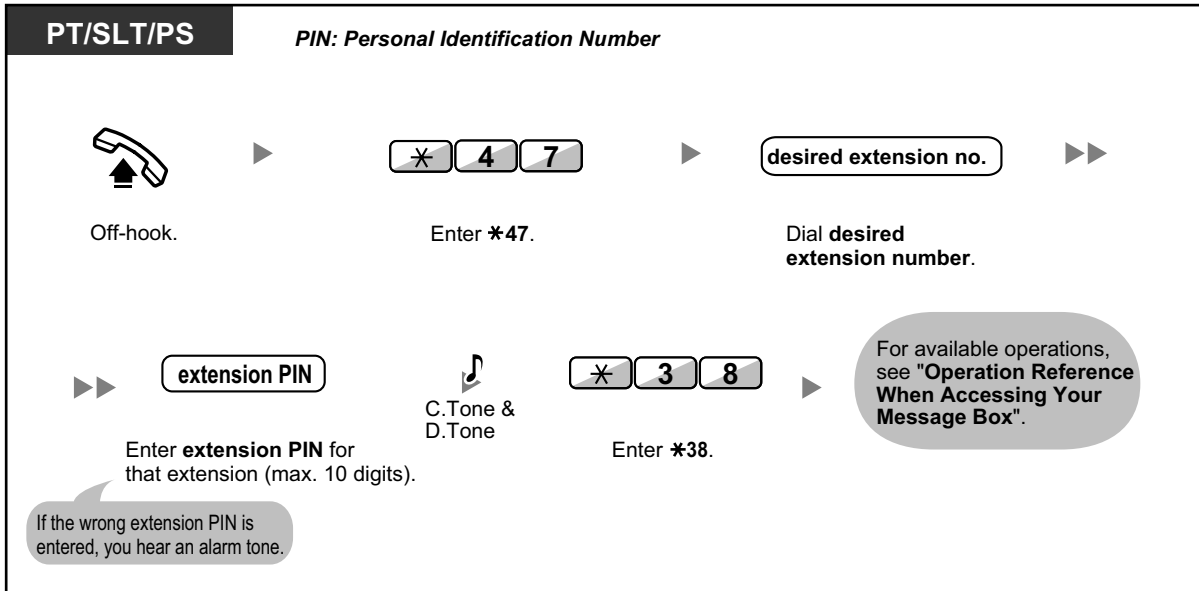 PT/SLT/PS
PIN: Personal Identification Number
* 4 7
desired extension no.
Off-hook.
Enter *47.
Dial desired
extension number.
extension PIN
C.Tone &
D.Tone
* 3 8
For available operations,
see "Operation Reference
When Accessing Your
Message Box".
Enter extension PIN for
that extension (max. 10 digits).
Enter *38.
If the wrong extension PIN is
entered, you hear an alarm tone.